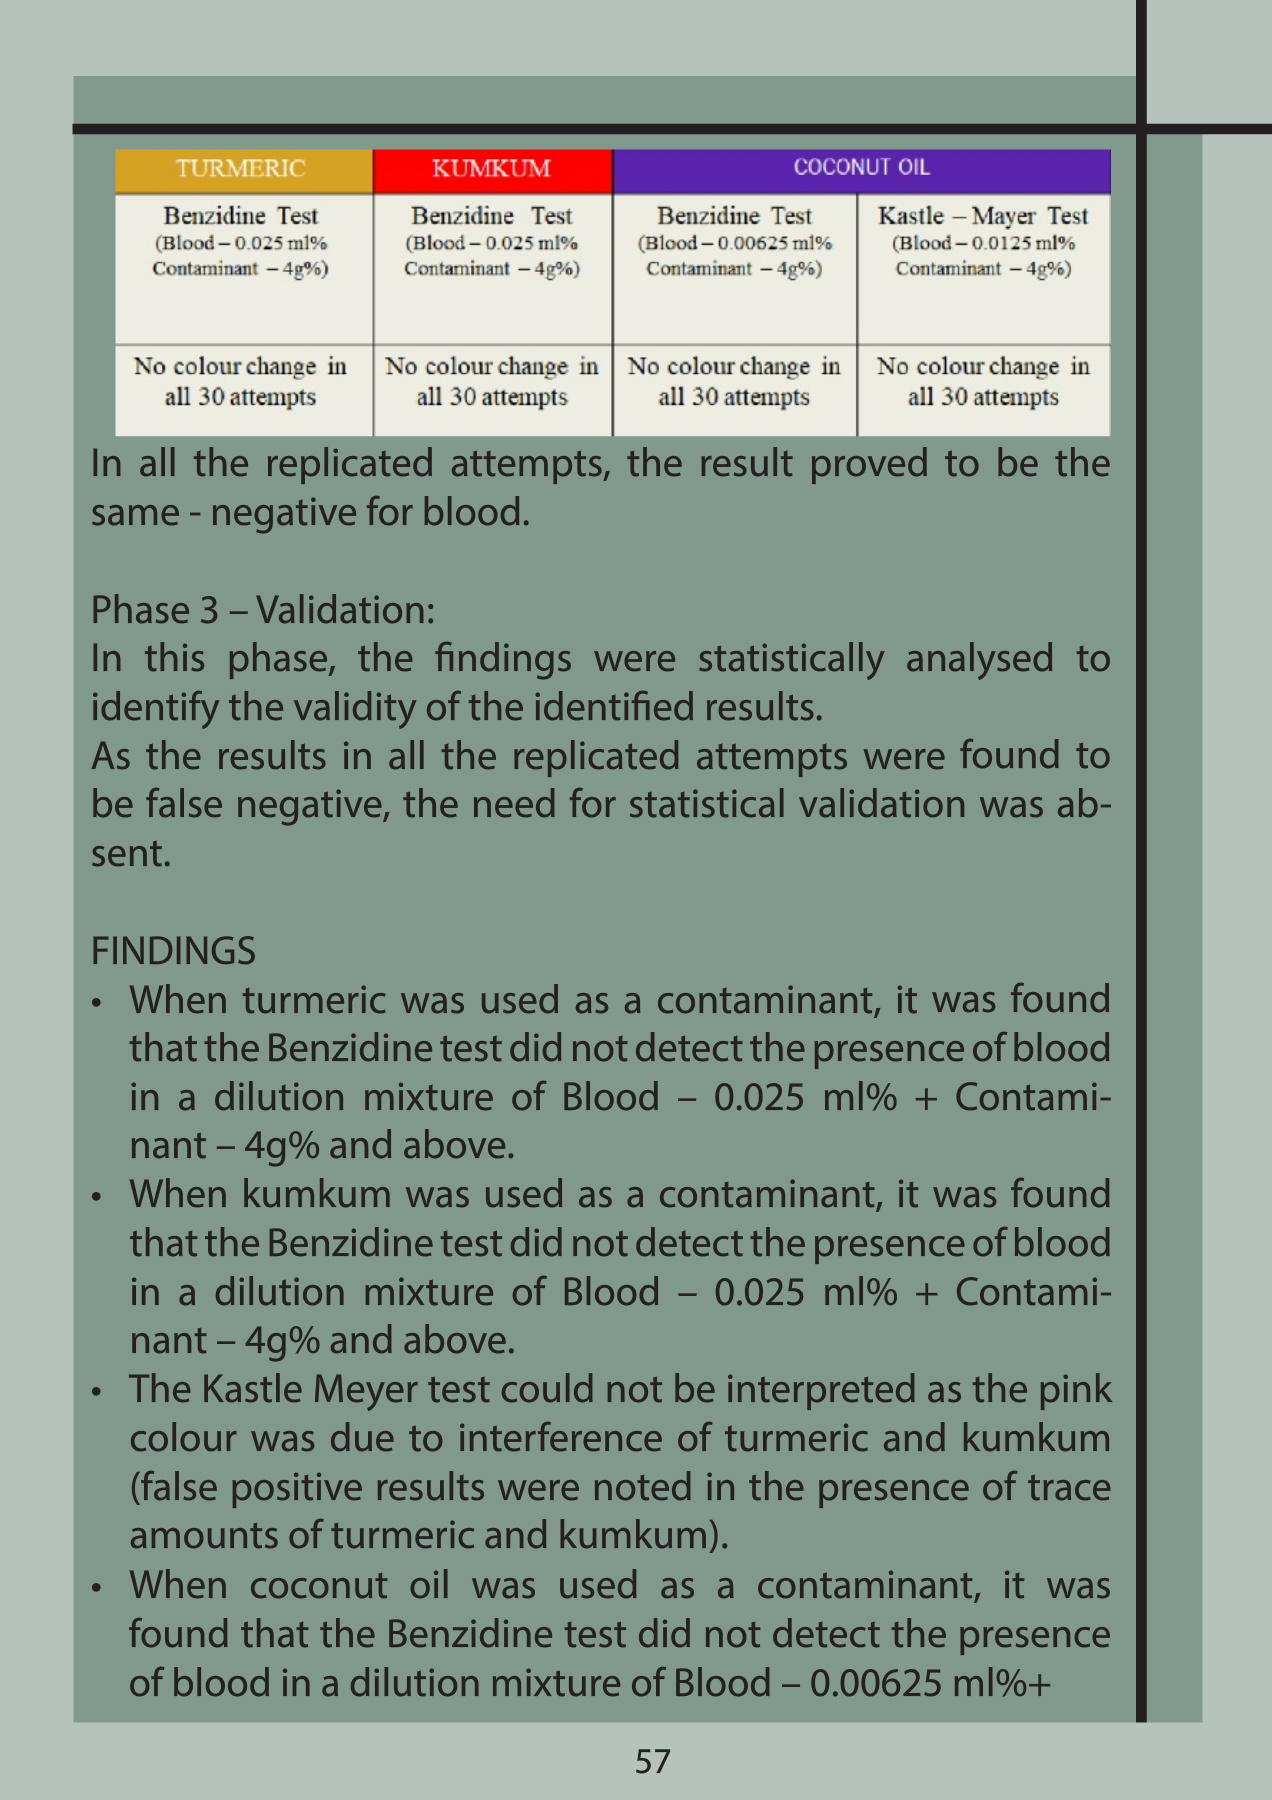 TURMERIC KUMKUM COCONUT OIL
Benzidine Test Benzidine Test Benzidine Test Kastle – Mayer Test
(Blood – 0.025 ml% (Blood – 0.025 ml% (Blood – 0.00625 ml% (Blood – 0.0125 ml%
Contaminant – 4g%) Contaminant – 4g%) Contaminant – 4g%) Contaminant – 4g%)
No colour change in No colour change in No colour change in No colour change in
all 30 attempts all 30 attempts all 30 attempts all 30 attempts
In all the replicated attempts, the result proved to be the
same - negative for blood.
Phase 3 – Validation:
In this phase, the findings were statistically analysed to
identify the validity of the identified results.
As the results in all the replicated attempts were found to
be false negative, the need for statistical validation was ab-
sent.
FINDINGS
• When turmeric was used as a contaminant, it was found
that the Benzidine test did not detect the presence of blood
in a dilution mixture of Blood – 0.025 ml% + Contami-
nant – 4g% and above.
• When kumkum was used as a contaminant, it was found
that the Benzidine test did not detect the presence of blood
in a dilution mixture of Blood – 0.025 ml% + Contami-
nant – 4g% and above.
• The Kastle Meyer test could not be interpreted as the pink
colour was due to interference of turmeric and kumkum
(false positive results were noted in the presence of trace
amounts of turmeric and kumkum).
• When coconut oil was used as a contaminant, it was
found that the Benzidine test did not detect the presence
of blood in a dilution mixture of Blood – 0.00625 ml%+
57